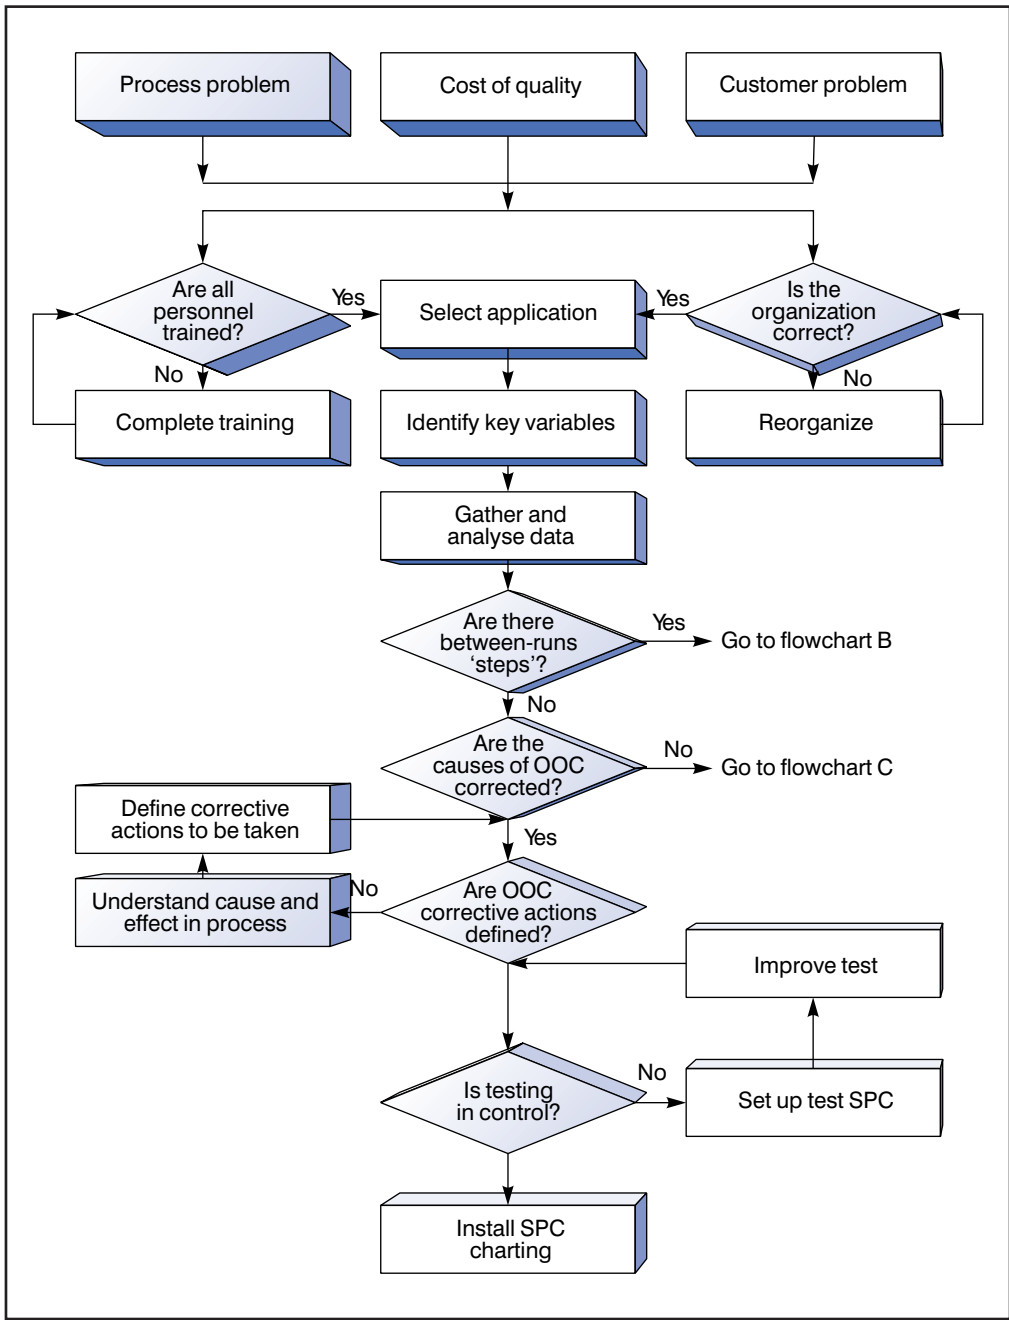 Process problem
Cost of quality
Customer problem
Are all
personnel
trained?
Yes
Select application
Yes
Is the
organization
correct?
No
No
Complete training
Identify key variables
Reorganize
Gather and
analyse data
Are there
between-runs
‘steps’?
Yes
Go to flowchart B
No
Are the
causes of OOC
corrected?
No
Go to flowchart C
Define corrective
actions to be taken
Yes
Understand cause and
effect in process
No
Are OOC
corrective actions
defined?
Improve test
Is testing
in control?
No
Set up test SPC
Install SPC
charting